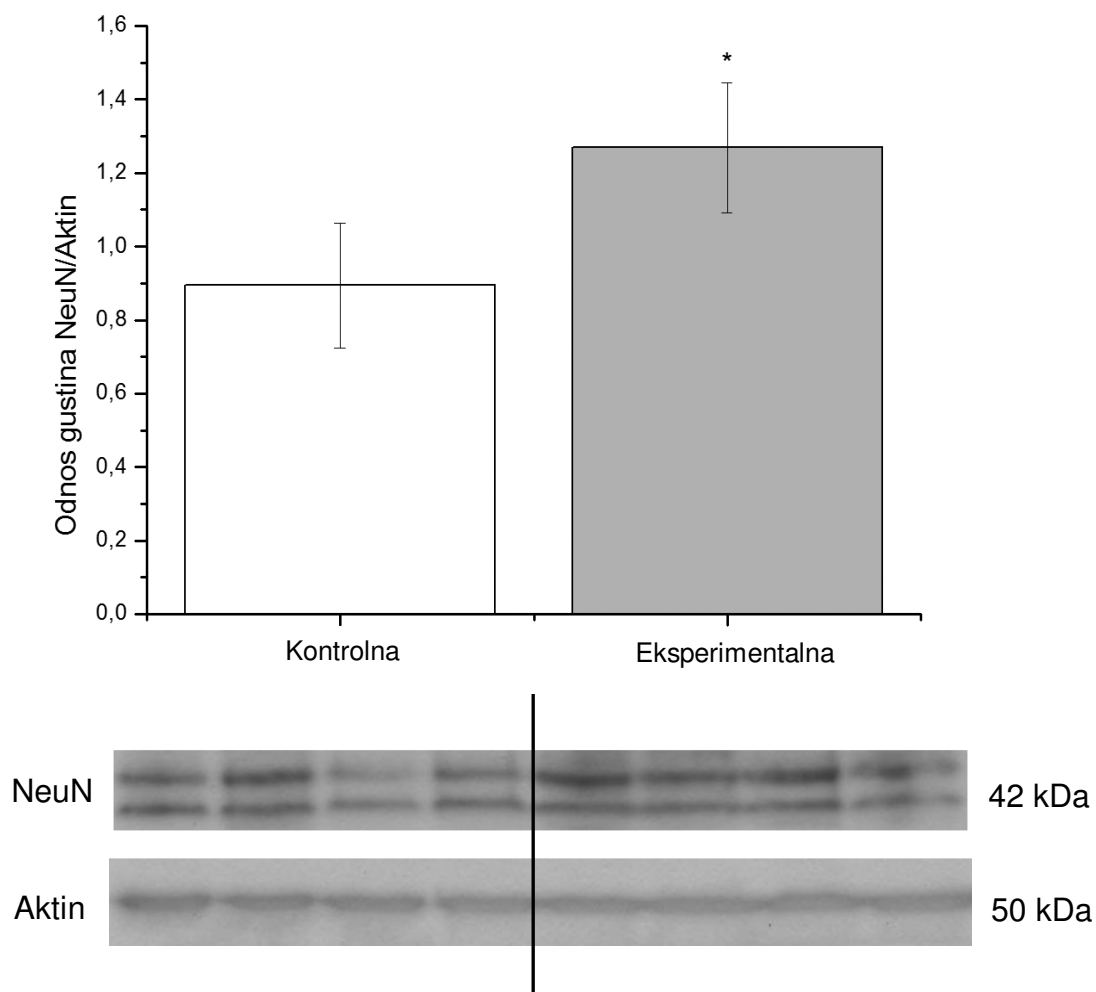 1,6
1,4
1,2
1,0
0,8
0,6
0,4
0,2
0,0
Odnos gustina NeuN/Aktin
*
Kontrolna
Eksperimentalna
NeuN
42 kDa
Aktin
50 kDa